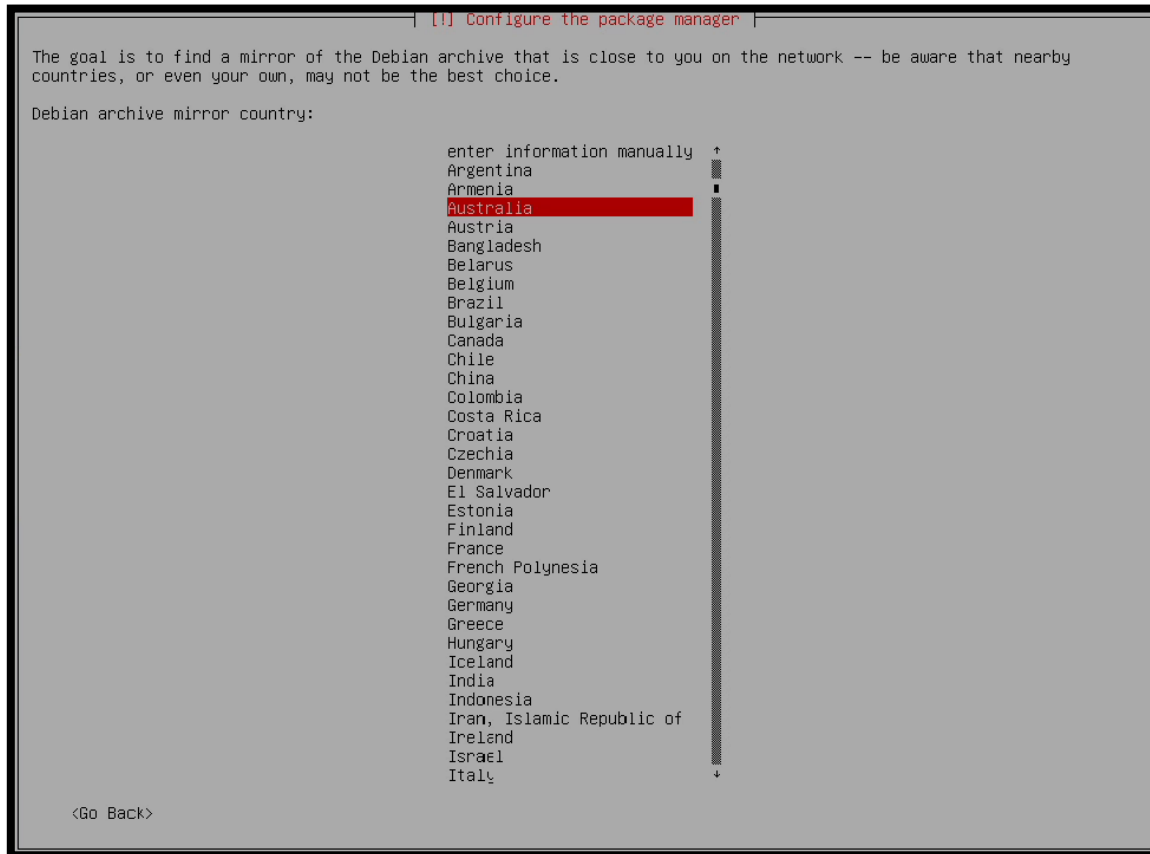 [!] Configure the package manager
The goal is to find a mirror of the Debian archive that is close to you on the network -- be aware that nearby
countries, or even your own, may not be the best choice.
Debian archive mirror country:
enter information manually
Argentina
Armenia
Australia
Austria
Bangladesh
Belarus
Belgium
Brazil
Bulgaria
Canada
Chile
China
Colombia
Costa Rica
Croatia
Czechia
Denmark
El Salvador
Estonia
Finland
France
French Polynesia
Georgia
Germany
Greece
Hungary
Iceland
India
Indonesia
Iran, Islamic Republic of
Ireland
Israel
Italy
<Go Back>